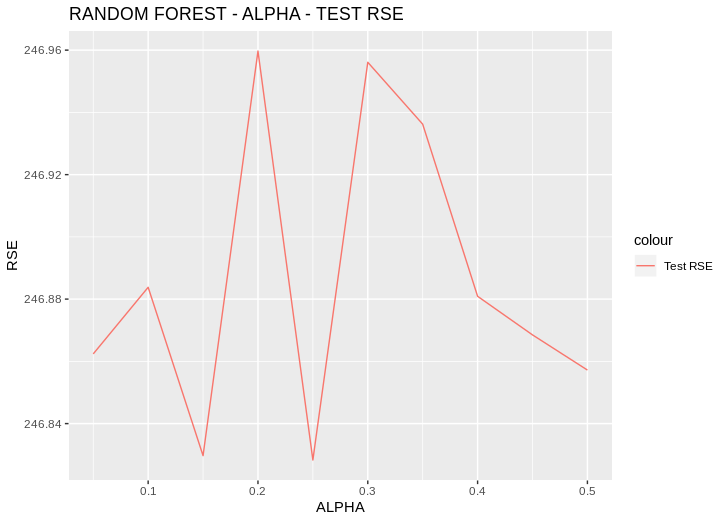 RANDOM FOREST - ALPHA - TEST RSE
246.96
246.92
246.88
246.84
RSE
0.1 0.2 0.3 0.4 0.5
ALPHA
colour
Test RSE